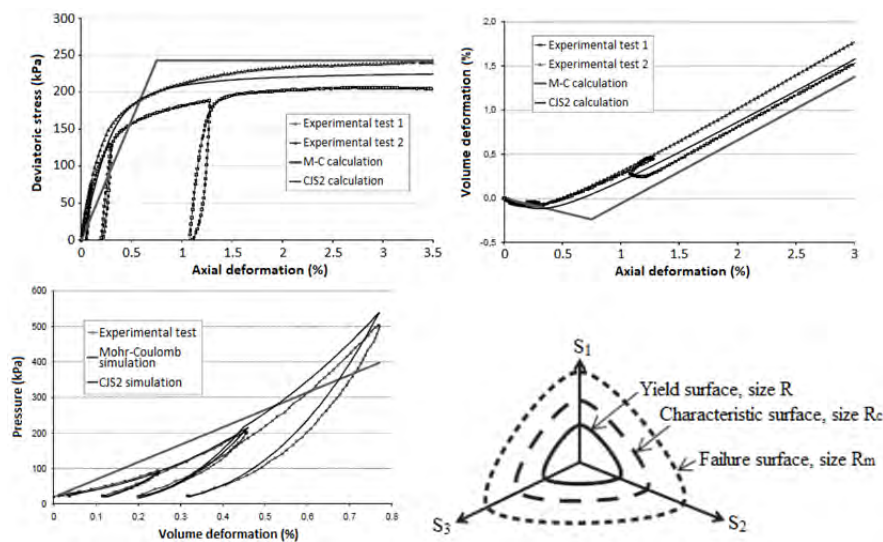 300
250
200
150
100
50
0
Deviatoric stress (kPa)
Experimental test 1
Experimental test 2
M-C calculation
CJS2 calculation
0 0.5 1 1.5 2 2.5 3 3.5
Axial deformation (%)
2,0
1,5
1,0
0,5
0,0
-0,5
Volume deformation (%)
Experimental test 1
Experimental test 2
M-C calculation
CJS2 calculation
0 0.5 1 1.5 2 2.5 3
Axial deformation (%)
600
500
400
300
200
100
0
Pressure (kPa)
Experimental test
Mohr-Coulomb
simulation
CJS2 simulation
0 0.1 0.2 0.3 0.4 0.5 0.6 0.7 0.8
Volume deformation (%)
S1
Yield surface, size R
Characteristic surface, size Rc
Failure surface, size Rm
S3
S2